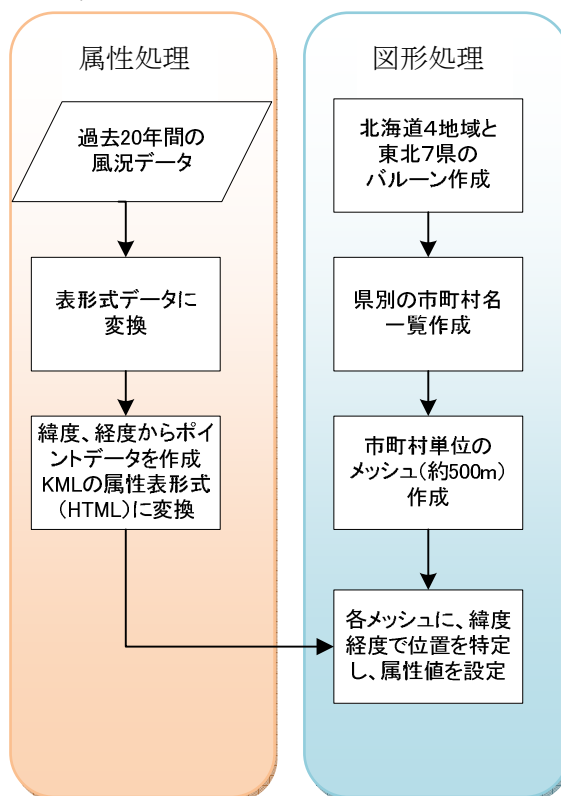 属性処理
過去20年間の
風況データ
表形式データに
変換
緯度、経度からポイ
ントデータを作成
KMLの属性表形式
(HTML)に変換
図形処理
北海道4地域と
東北7県の
バルーン作成
県別の市町村名
一覧作成
市町村単位の
メッシュ(約500m)
作成
各メッシュに、緯度
経度で位置を特定
し、属性値を設定